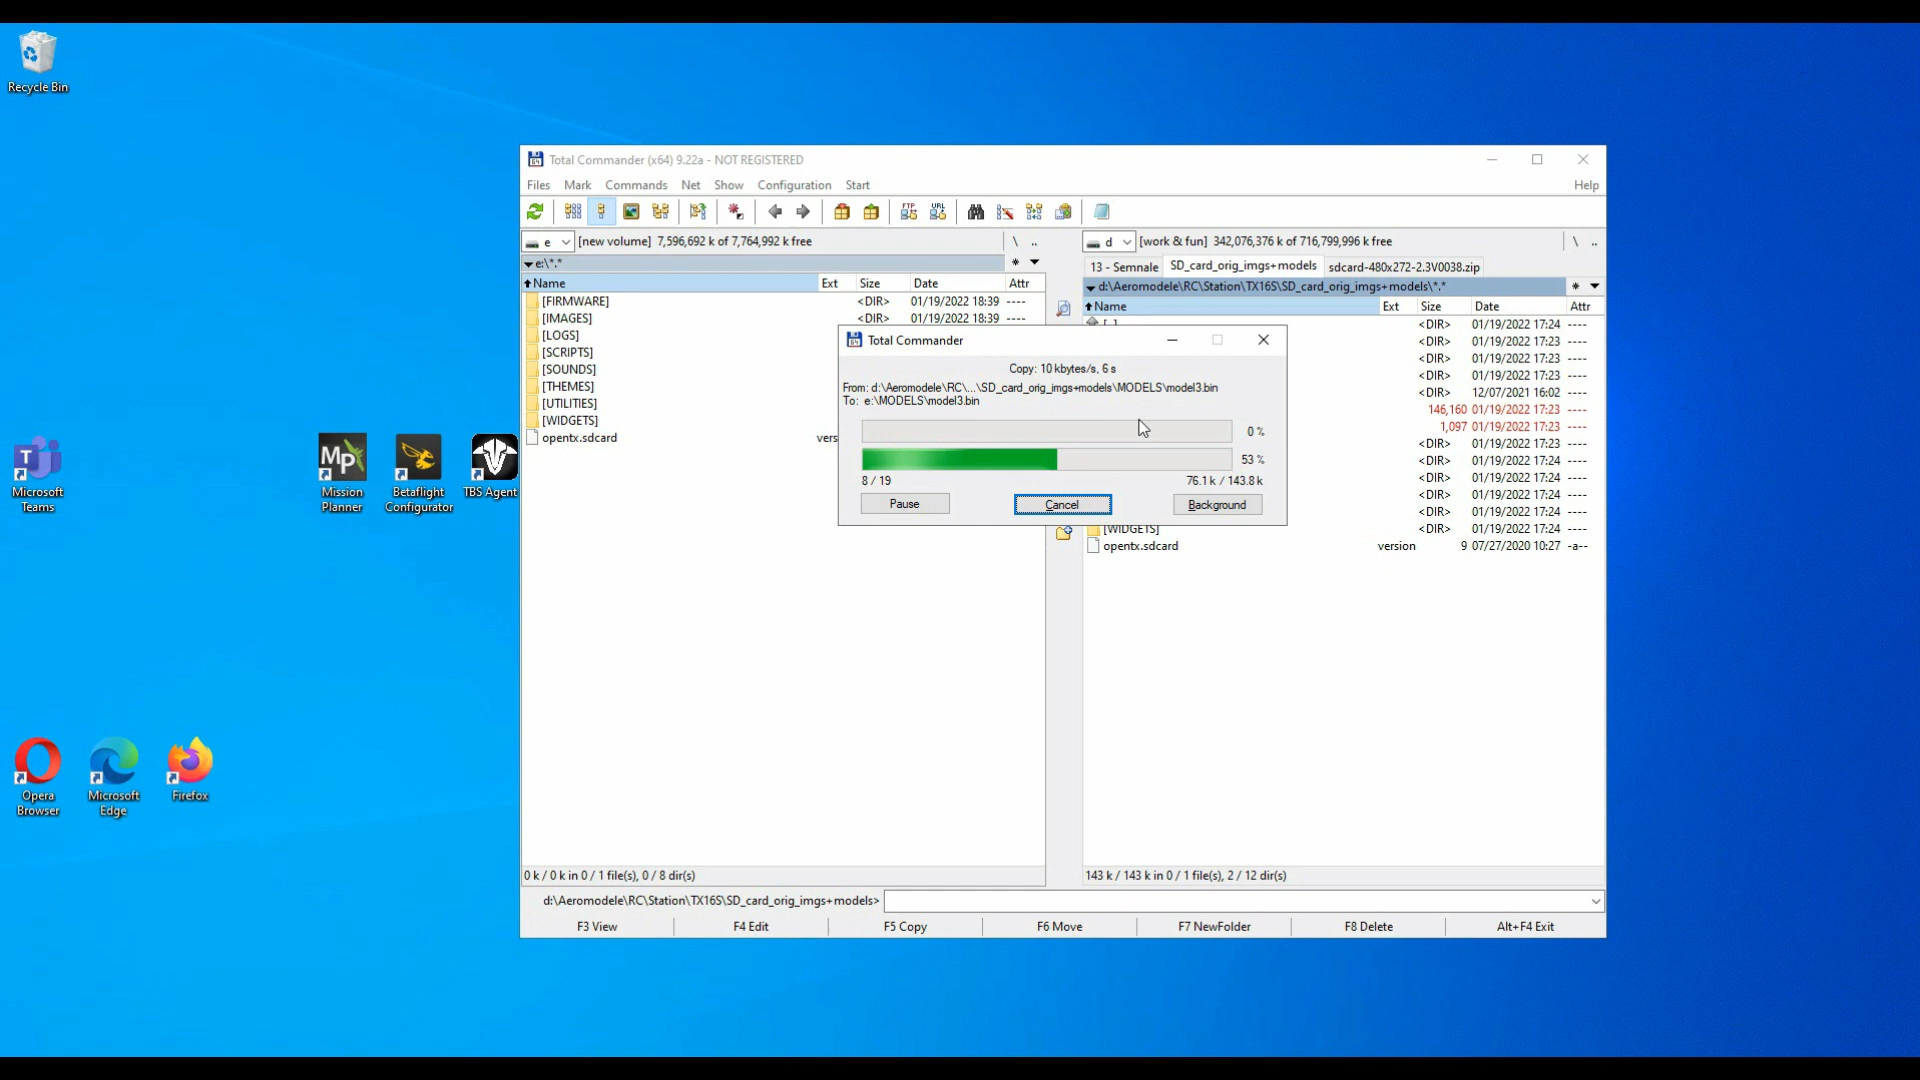 Recycle Bin
Microsoft Teams
Mission Planner
Betaflight Configurator
TBS Agent
Opera Browser
Microsoft Edge
Firefox
Total Commander (x64) 9.22a - NOT REGISTERED
Files Mark Commands Net Show Configuration Start Help
FTP URL
e [new volume] 7,596,692 k of 7,764,992 k free \ ..
e:\*.* *
Name Ext Size Date Attr
[FIRMWARE] <DIR> 01/19/2022 18:39 ----
[IMAGES] <DIR> 01/19/2022 18:39 ----
[LOGS]
[SCRIPTS]
[SOUNDS]
[THEMES]
[UTILITIES]
[WIDGETS]
opentx.sdcard vers
0 k / 0 k in 0 / 1 file(s), 0 / 8 dir(s)
d [work & fun] 342,076,376 k of 716,799,996 k free \ ..
13 - Semnale SD_card_orig_imgs+models sdcard-480x272-2.3V0038.zip
d:\Aeromodele\RC\Station\TX16S\SD_card_orig_imgs+models\*.* *
Name Ext Size Date Attr
<DIR> 01/19/2022 17:24 ----
<DIR> 01/19/2022 17:23 ----
<DIR> 01/19/2022 17:23 ----
<DIR> 01/19/2022 17:23 ----
<DIR> 12/07/2021 16:02 ----
146,160 01/19/2022 17:23 ----
1,097 01/19/2022 17:23 ----
<DIR> 01/19/2022 17:24 ----
<DIR> 01/19/2022 17:24 ----
<DIR> 01/19/2022 17:24 ----
<DIR> 01/19/2022 17:24 ----
<DIR> 01/19/2022 17:24 ----
[WIDGETS] <DIR> 01/19/2022 17:24 ----
opentx.sdcard version 9 07/27/2020 10:27 -a--
143 k / 143 k in 0 / 1 file(s), 2 / 12 dir(s)
Total Commander
Copy: 10 kbytes/s, 6 s
From: d:\Aeromodele\RC\...\SD_card_orig_imgs+models\MODELS\model3.bin
To: e:\MODELS\model3.bin
0 %
53 %
8 / 19 76.1 k / 143.8 k
Pause Cancel Background
d:\Aeromodele\RC\Station\TX16S\SD_card_orig_imgs+models>
F3 View F4 Edit F5 Copy F6 Move F7 NewFolder F8 Delete Alt+F4 Exit